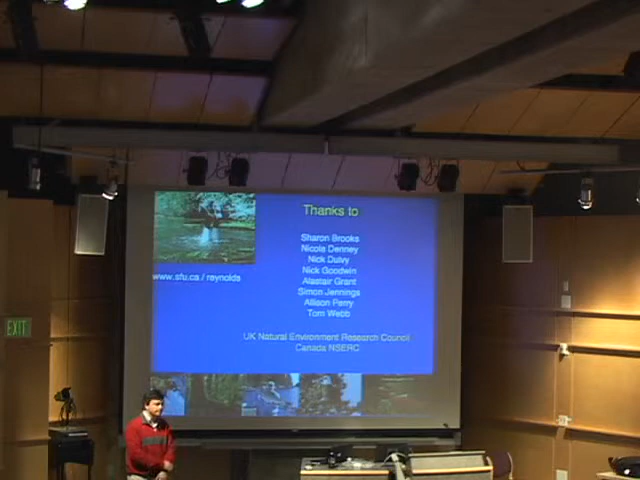 Thanks to
Sharon Brooks
Nicole Denney
Nick Dulvy
Nick Goodwin
Alastair Grant
Simon Jennings
Allison Perry
Tom Webb
www.sfu.ca/reynolds
UK Natural Environment Research Council
Canada NSERC
EXIT